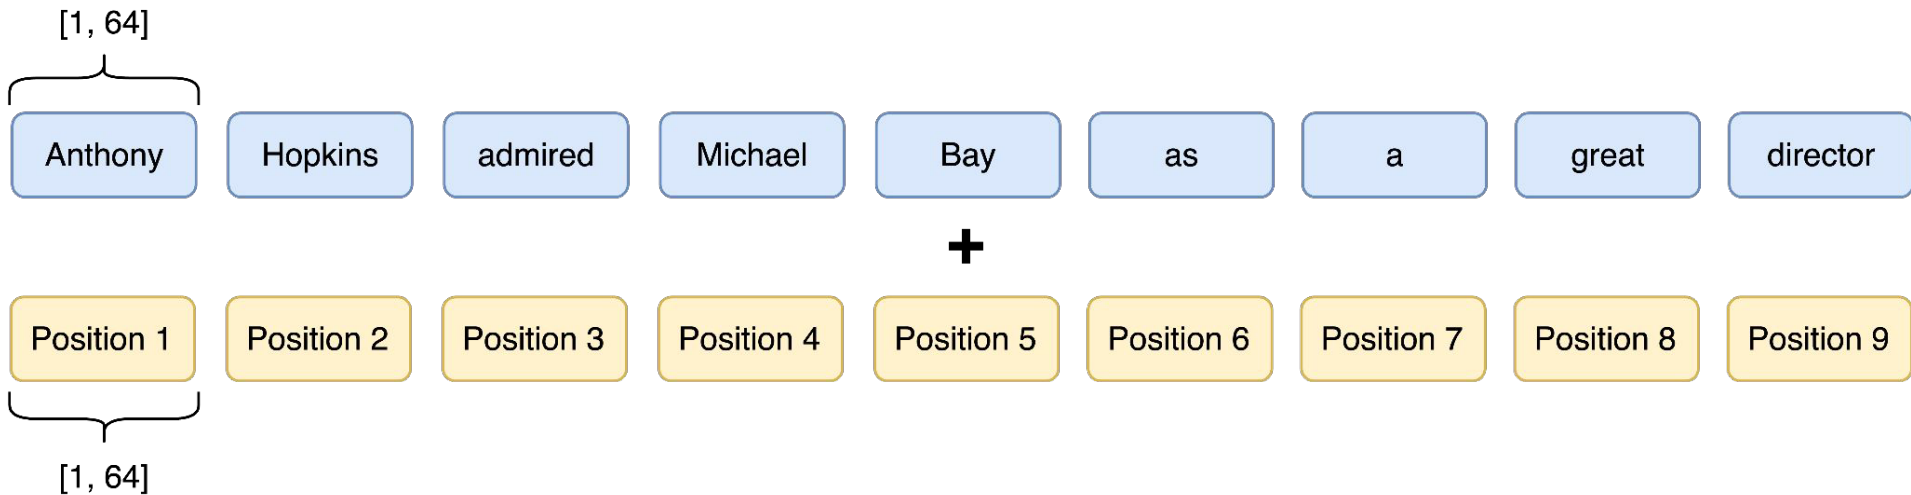 [1, 64]
Anthony Hopkins admired Michael Bay as a great director
+
Position 1 Position 2 Position 3 Position 4 Position 5 Position 6 Position 7 Position 8 Position 9
[1, 64]